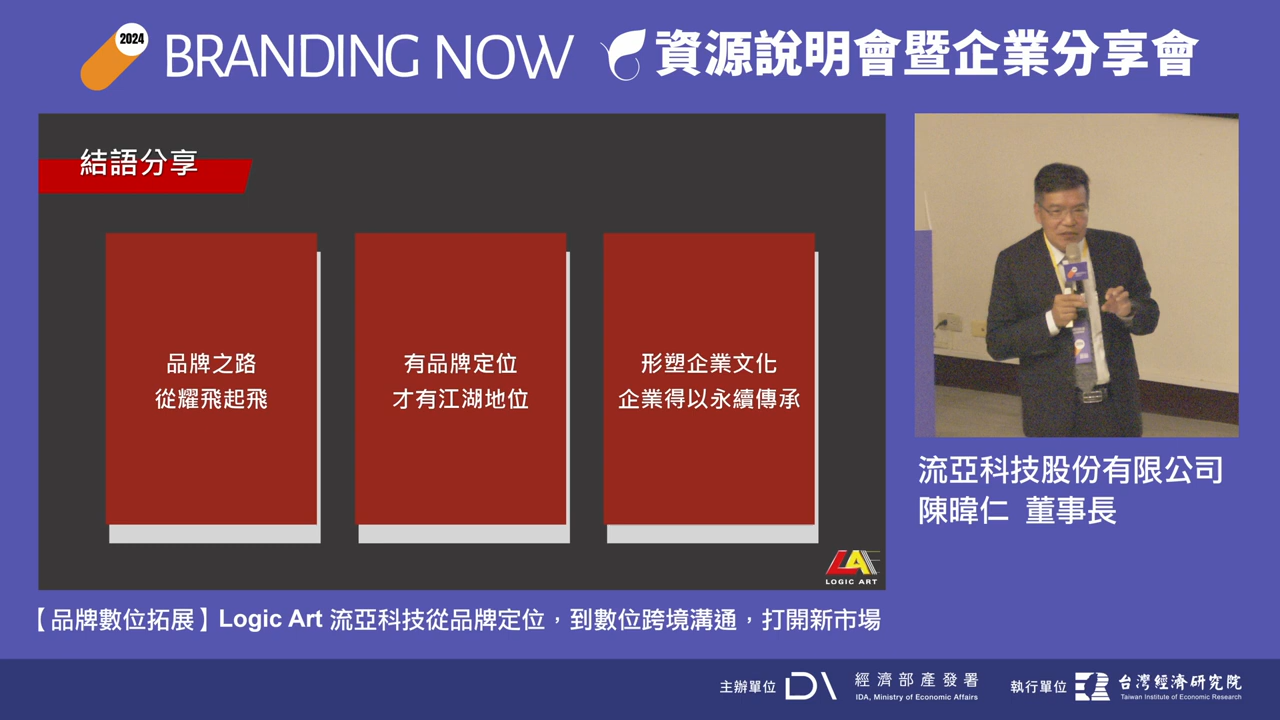 2024 BRANDING NOW 資源說明會暨企業分享會
結語分享
品牌之路
從耀飛起飛
有品牌定位
才有江湖地位
形塑企業文化
企業得以永續傳承
LOGIC ART
流亞科技股份有限公司
陳暐仁 董事長
【品牌數位拓展】Logic Art 流亞科技從品牌定位，到數位跨境溝通，打開新市場
主辦單位 經濟部產業發展署
IDA, Ministry of Economic Affairs
執行單位 台灣經濟研究院
Taiwan Institute of Economic Research